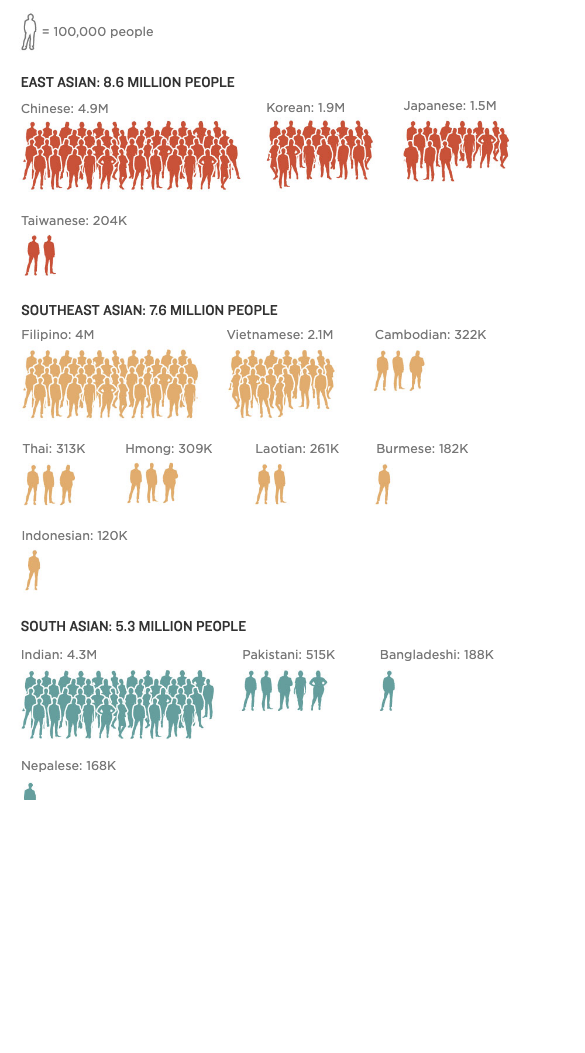 = 100,000 people
EAST ASIAN: 8.6 MILLION PEOPLE
Chinese: 4.9M
Korean: 1.9M
Japanese: 1.5M
Taiwanese: 204K
SOUTHEAST ASIAN: 7.6 MILLION PEOPLE
Filipino: 4M
Vietnamese: 2.1M
Cambodian: 322K
Thai: 313K
Hmong: 309K
Laotian: 261K
Burmese: 182K
Indonesian: 120K
SOUTH ASIAN: 5.3 MILLION PEOPLE
Indian: 4.3M
Pakistani: 515K
Bangladeshi: 188K
Nepalese: 168K